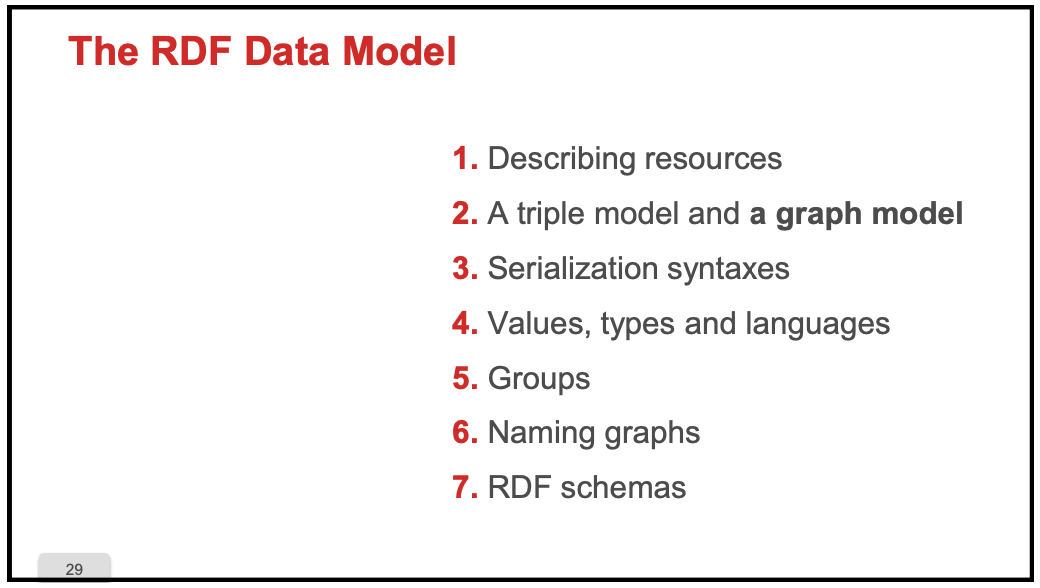 The RDF Data Model
1. Describing resources
2. A triple model and a graph model
3. Serialization syntaxes
4. Values, types and languages
5. Groups
6. Naming graphs
7. RDF schemas
29